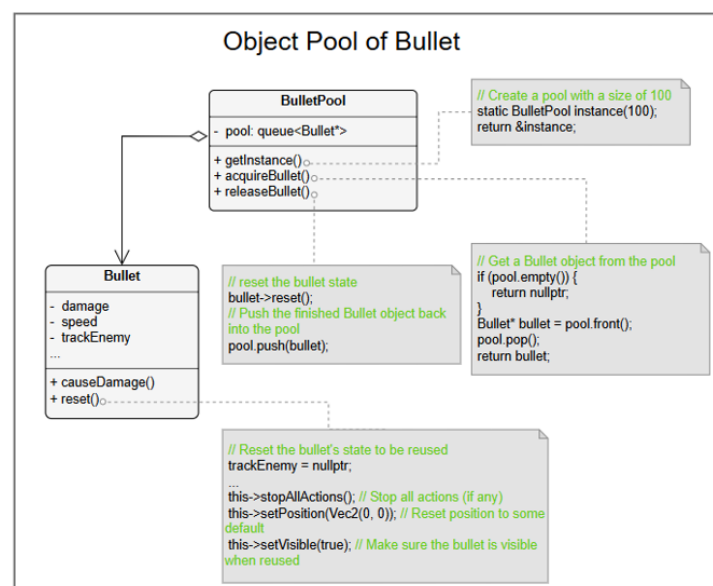 Object Pool of Bullet
BulletPool
- pool: queue<Bullet*>
+ getInstance()
+ acquireBullet()
+ releaseBullet()
// Create a pool with a size of 100
static BulletPool instance(100);
return &instance;
Bullet
- damage
- speed
- trackEnemy
...
+ causeDamage()
+ reset()
// reset the bullet state
bullet->reset();
// Push the finished Bullet object back
into the pool
pool.push(bullet);
// Get a Bullet object from the pool
if (pool.empty()) {
return nullptr;
}
Bullet* bullet = pool.front();
pool.pop();
return bullet;
// Reset the bullet's state to be reused
trackEnemy = nullptr;
...
this->stopAllActions(); // Stop all actions (if any)
this->setPosition(Vec2(0, 0)); // Reset position to some
default
this->setVisible(true); // Make sure the bullet is visible
when reused